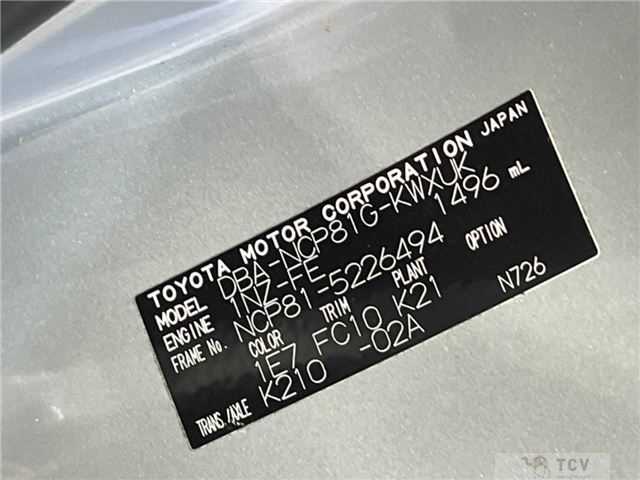 TOYOTA MOTOR CORPORATION JAPAN
MODEL DBA-NCP81G-KWXUK
ENGINE 1NZ-FE 1496 mL
FRAME No. NCP81-5226494
COLOR TRIM PLANT OPTION
1E7 FC10 K21 N726
TRANS/AXLE K210 -02A
TCV